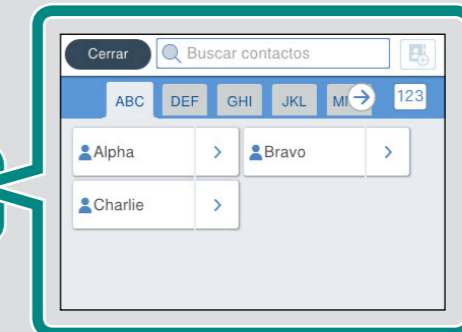 Cerrar Buscar contactos
ABC DEF GHI JKL 123
Alpha Bravo
Charlie